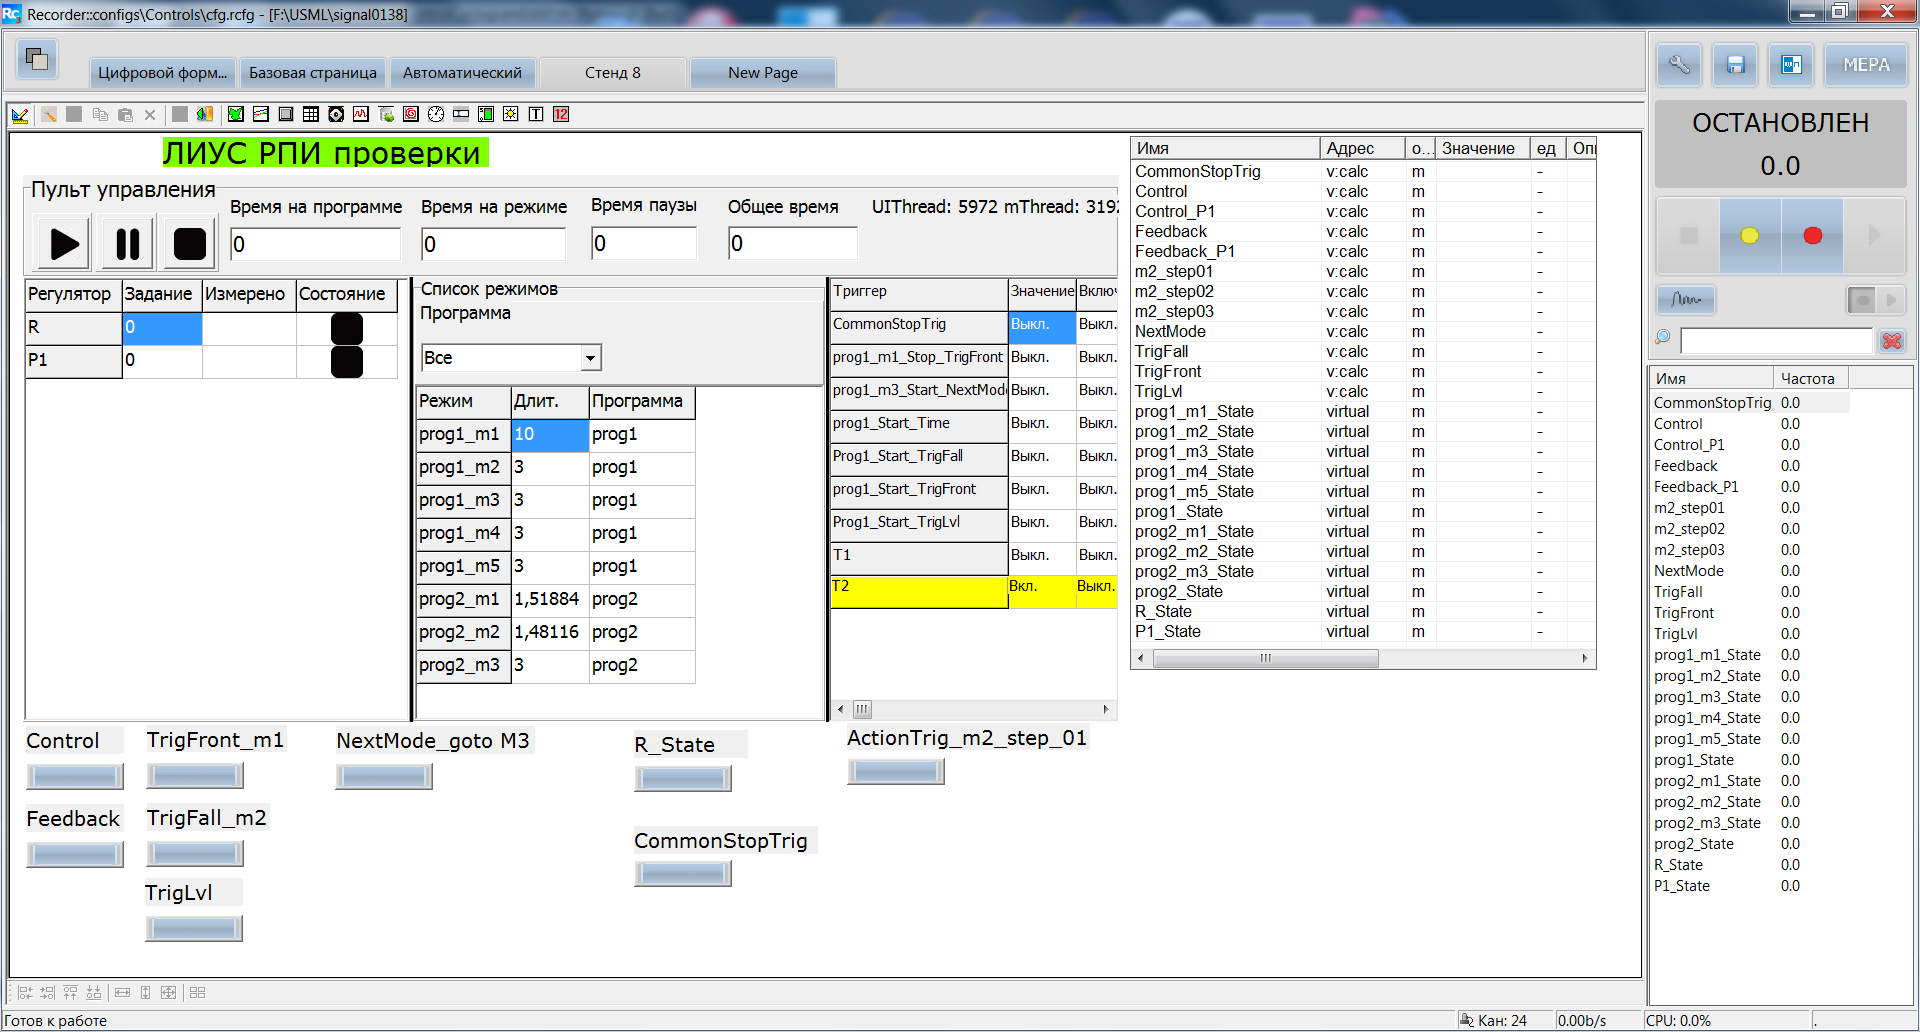 Recorder::configs\Controls\cfg.rcfg - [F:\USML\signal0138]
Цифровой форм...
Базовая страница
Автоматический
Стенд 8
New Page
МЕРА
ОСТАНОВЛЕН
0.0
ЛИУС РПИ проверки
Пульт управления
Время на программе
0
Время на режиме
0
Время паузы
0
Общее время
0
UIThread: 5972 mThread: 3192
Регулятор Задание Измерено Состояние
R 0
P1 0
Список режимов
Программа
Все
Режим Длит. Программа
prog1_m1 10 prog1
prog1_m2 3 prog1
prog1_m3 3 prog1
prog1_m4 3 prog1
prog1_m5 3 prog1
prog2_m1 1,51884 prog2
prog2_m2 1,48116 prog2
prog2_m3 3 prog2
Триггер Значение Включ
CommonStopTrig Выкл. Выкл.
prog1_m1_Stop_TrigFront Выкл. Выкл.
prog1_m3_Start_NextMode Выкл. Выкл.
prog1_Start_Time Выкл. Выкл.
Prog1_Start_TrigFall Выкл. Выкл.
prog1_Start_TrigFront Выкл. Выкл.
Prog1_Start_TrigLvl Выкл. Выкл.
T1 Выкл. Выкл.
T2 Вкл. Выкл.
Имя Адрес о... Значение ед Опи
CommonStopTrig v:calc m -
Control v:calc m -
Control_P1 v:calc m -
Feedback v:calc m -
Feedback_P1 v:calc m -
m2_step01 v:calc m -
m2_step02 v:calc m -
m2_step03 v:calc m -
NextMode v:calc m -
TrigFall v:calc m -
TrigFront v:calc m -
TrigLvl v:calc m -
prog1_m1_State virtual m -
prog1_m2_State virtual m -
prog1_m3_State virtual m -
prog1_m4_State virtual m -
prog1_m5_State virtual m -
prog1_State virtual m -
prog2_m1_State virtual m -
prog2_m2_State virtual m -
prog2_m3_State virtual m -
prog2_State virtual m -
R_State virtual m -
P1_State virtual m -
Control
TrigFront_m1
NextMode_goto M3
R_State
ActionTrig_m2_step_01
Feedback
TrigFall_m2
CommonStopTrig
TrigLvl
Имя Частота
CommonStopTrig 0.0
Control 0.0
Control_P1 0.0
Feedback 0.0
Feedback_P1 0.0
m2_step01 0.0
m2_step02 0.0
m2_step03 0.0
NextMode 0.0
TrigFall 0.0
TrigFront 0.0
TrigLvl 0.0
prog1_m1_State 0.0
prog1_m2_State 0.0
prog1_m3_State 0.0
prog1_m4_State 0.0
prog1_m5_State 0.0
prog1_State 0.0
prog2_m1_State 0.0
prog2_m2_State 0.0
prog2_m3_State 0.0
prog2_State 0.0
R_State 0.0
P1_State 0.0
Готов к работе
Кан: 24
0.00b/s
CPU: 0.0%
.